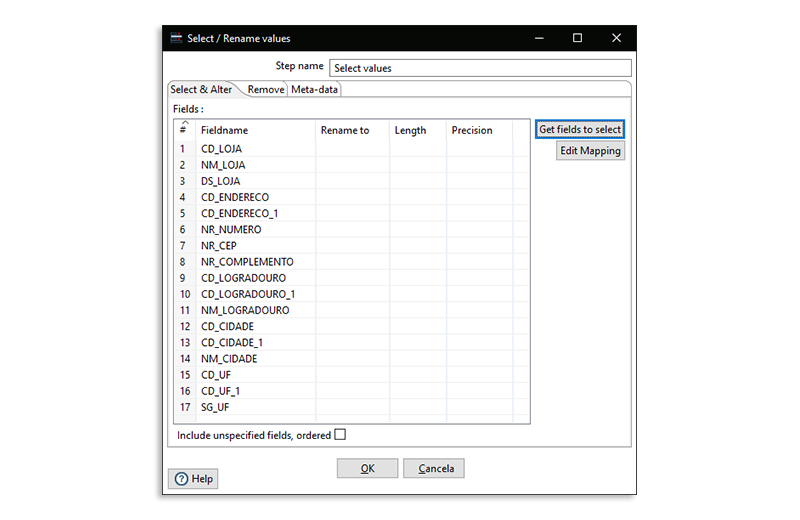 Select / Rename values
Step name Select values
Select & Alter Remove Meta-data
Fields :
# Fieldname Rename to Length Precision
Get fields to select
Edit Mapping
1 CD_LOJA
2 NM_LOJA
3 DS_LOJA
4 CD_ENDERECO
5 CD_ENDERECO_1
6 NR_NUMERO
7 NR_CEP
8 NR_COMPLEMENTO
9 CD_LOGRADOURO
10 CD_LOGRADOURO_1
11 NM_LOGRADOURO
12 CD_CIDADE
13 CD_CIDADE_1
14 NM_CIDADE
15 CD_UF
16 CD_UF_1
17 SG_UF
Include unspecified fields, ordered
OK Cancela
Help